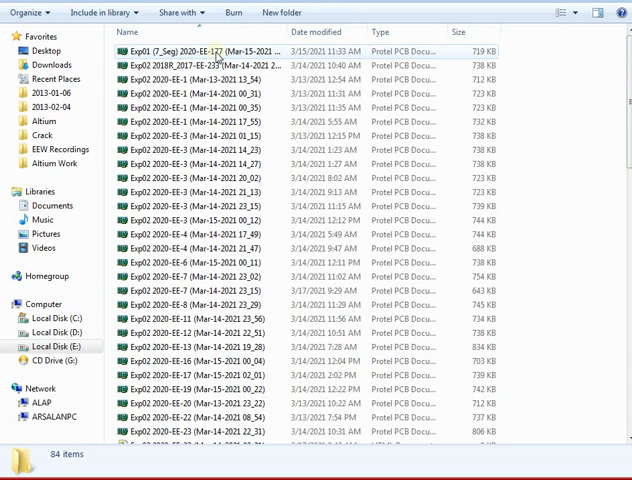 Organize Include in library Share with Burn New folder
Favorites
Desktop
Downloads
Recent Places
2013-01-06
2013-02-04
Altium
Crack
EEW Recordings
Altium Work
Libraries
Documents
Music
Pictures
Videos
Homegroup
Computer
Local Disk (C:)
Local Disk (D:)
Local Disk (E:)
CD Drive (G:)
Network
ALAP
ARSALANPC
Name Date modified Type Size
Exp01 (7_Seg) 2020-EE-177 (Mar-15-2021 ... 3/15/2021 11:33 AM Protel PCB Docu... 719 KB
Exp02 2018R_2017-EE-233 (Mar-14-2021 2... 3/14/2021 10:40 AM Protel PCB Docu... 738 KB
Exp02 2020-EE-1 (Mar-13-2021 13_54) 3/13/2021 12:54 AM Protel PCB Docu... 712 KB
Exp02 2020-EE-1 (Mar-14-2021 00_31) 3/13/2021 11:31 AM Protel PCB Docu... 723 KB
Exp02 2020-EE-1 (Mar-14-2021 00_35) 3/13/2021 11:35 AM Protel PCB Docu... 723 KB
Exp02 2020-EE-1 (Mar-14-2021 17_55) 3/14/2021 5:55 AM Protel PCB Docu... 732 KB
Exp02 2020-EE-3 (Mar-14-2021 01_15) 3/13/2021 12:15 PM Protel PCB Docu... 738 KB
Exp02 2020-EE-3 (Mar-14-2021 14_23) 3/14/2021 1:23 AM Protel PCB Docu... 738 KB
Exp02 2020-EE-3 (Mar-14-2021 14_27) 3/14/2021 1:27 AM Protel PCB Docu... 738 KB
Exp02 2020-EE-3 (Mar-14-2021 20_02) 3/14/2021 8:02 AM Protel PCB Docu... 723 KB
Exp02 2020-EE-3 (Mar-14-2021 21_13) 3/14/2021 9:13 AM Protel PCB Docu... 723 KB
Exp02 2020-EE-3 (Mar-14-2021 23_15) 3/14/2021 11:15 AM Protel PCB Docu... 739 KB
Exp02 2020-EE-3 (Mar-15-2021 00_12) 3/14/2021 12:12 PM Protel PCB Docu... 744 KB
Exp02 2020-EE-4 (Mar-14-2021 17_49) 3/14/2021 5:49 AM Protel PCB Docu... 744 KB
Exp02 2020-EE-4 (Mar-14-2021 21_47) 3/14/2021 9:47 AM Protel PCB Docu... 688 KB
Exp02 2020-EE-6 (Mar-15-2021 00_11) 3/14/2021 12:11 PM Protel PCB Docu... 738 KB
Exp02 2020-EE-7 (Mar-14-2021 23_02) 3/14/2021 11:02 AM Protel PCB Docu... 754 KB
Exp02 2020-EE-7 (Mar-15-2021 23_15) 3/17/2021 9:29 AM Protel PCB Docu... 643 KB
Exp02 2020-EE-8 (Mar-14-2021 23_29) 3/14/2021 11:29 AM Protel PCB Docu... 745 KB
Exp02 2020-EE-11 (Mar-14-2021 23_56) 3/14/2021 11:56 AM Protel PCB Docu... 734 KB
Exp02 2020-EE-12 (Mar-14-2021 22_51) 3/14/2021 10:51 AM Protel PCB Docu... 738 KB
Exp02 2020-EE-13 (Mar-14-2021 19_28) 3/14/2021 7:28 AM Protel PCB Docu... 834 KB
Exp02 2020-EE-16 (Mar-15-2021 00_04) 3/14/2021 12:04 PM Protel PCB Docu... 703 KB
Exp02 2020-EE-17 (Mar-15-2021 02_01) 3/14/2021 2:02 PM Protel PCB Docu... 739 KB
Exp02 2020-EE-19 (Mar-15-2021 00_22) 3/14/2021 12:22 PM Protel PCB Docu... 742 KB
Exp02 2020-EE-20 (Mar-13-2021 23_22) 3/13/2021 10:22 AM Protel PCB Docu... 712 KB
Exp02 2020-EE-22 (Mar-14-2021 08_54) 3/13/2021 7:54 PM Protel PCB Docu... 737 KB
Exp02 2020-EE-23 (Mar-14-2021 22_31) 3/14/2021 10:31 AM Protel PCB Docu... 806 KB
84 items